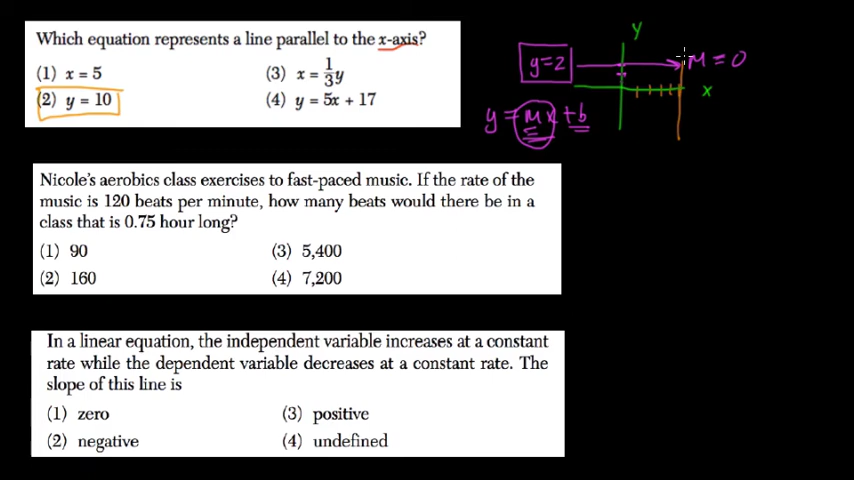 Which equation represents a line parallel to the x-axis?
(1) x = 5
(3) x = 1/3 y
(2) y = 10
(4) y = 5x + 17
y
y=2
M = 0
x
y = mx + b
Nicole's aerobics class exercises to fast-paced music. If the rate of the
music is 120 beats per minute, how many beats would there be in a
class that is 0.75 hour long?
(1) 90
(3) 5,400
(2) 160
(4) 7,200
In a linear equation, the independent variable increases at a constant
rate while the dependent variable decreases at a constant rate. The
slope of this line is
(1) zero
(3) positive
(2) negative
(4) undefined